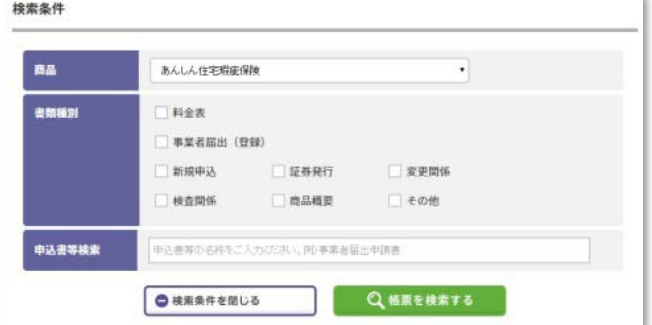 検索条件
商品
あんしん住宅瑕疵保険
書類種別
料金表
事業者届出（登録）
新規申込 証券発行 変更関係
検査関係 商品概要 その他
申込書等検索
申込書等の名称をご入力ください。例)事業者届出申請書
検索条件を閉じる 帳票を検索する